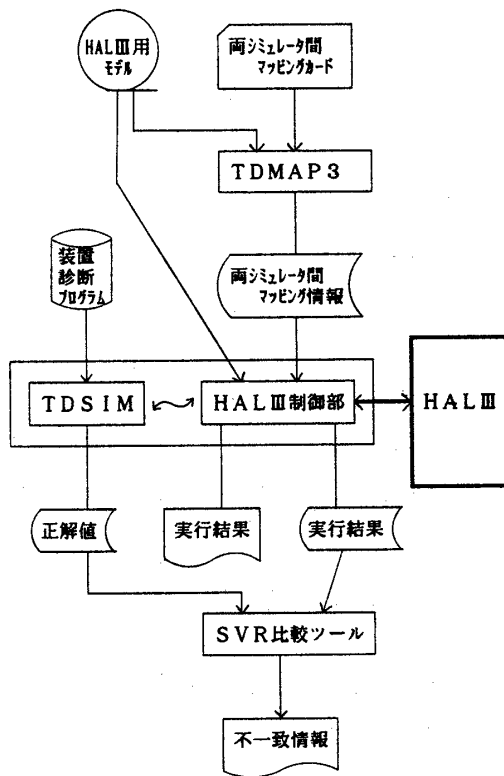 HALⅢ用
モデル
両シミュレータ間
マッピングカード
TDMAP3
装置
診断
プログラム
両シミュレータ間
マッピング情報
TDSIM
HALⅢ制御部
HALⅢ
正解値
実行結果
実行結果
SVR比較ツール
不一致情報